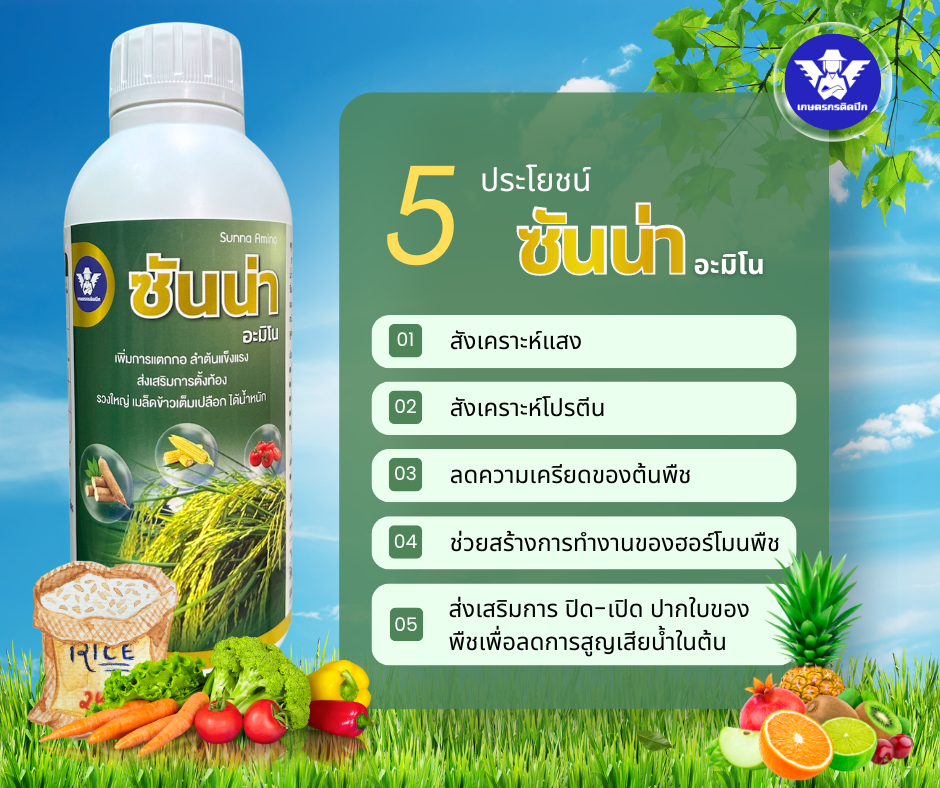 เกษตรกรติดปีก
5 ประโยชน์
ซันน่า อะมิโน
01 สังเคราะห์แสง
02 สังเคราะห์โปรตีน
03 ลดความเครียดของต้นพืช
04 ช่วยสร้างการทำงานของฮอร์โมนพืช
05 ส่งเสริมการ ปิด-เปิด ปากใบของ
พืชเพื่อลดการสูญเสียน้ำในต้น
Sunna Amino
เกษตรกรติดปีก
ซันน่า
อะมิโน
เพิ่มการแตกกอ ลำต้นแข็งแรง
ส่งเสริมการตั้งท้อง
รวงใหญ่ เมล็ดข้าวเต็มเปลือก ได้น้ำหนัก
RICE